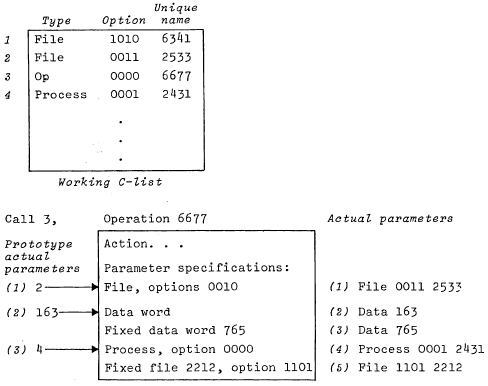 Unique
Type Option name
1 File 1010 6341
2 File 0011 2533
3 Op 0000 6677
4 Process 0001 2431
.
.
.
Working C-list
Call 3, Operation 6677 Actual parameters
Prototype Action. . .
actual
parameters Parameter specifications:
(1) 2 File, options 0010 (1) File 0011 2533
(2) 163 Data word (2) Data 163
Fixed data word 765 (3) Data 765
(3) 4 Process, option 0000 (4) Process 0001 2431
Fixed file 2212, option 1101 (5) File 1101 2212